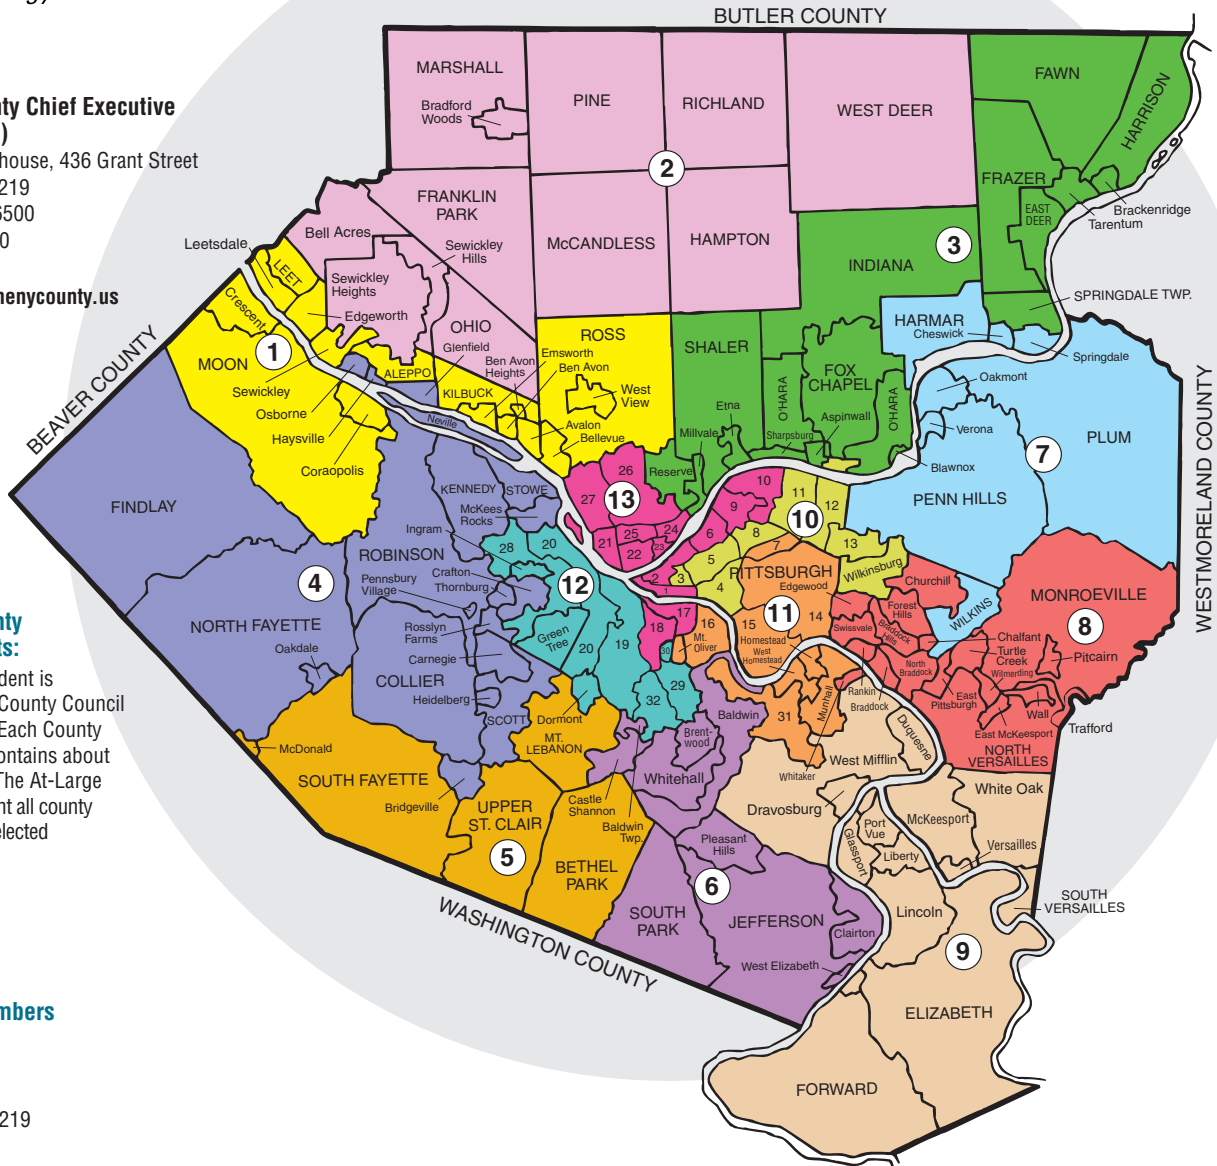 BUTLER COUNTY
nty Chief Executive
)
house, 436 Grant Street
219
6500
0
henycounty.us
MARSHALL
Bradford
Woods
PINE
RICHLAND
WEST DEER
FAWN
HARRISON
2
FRANKLIN
PARK
FRAZER
EAST
DEER
Brackenridge
Tarentum
Bell Acres
Sewickley
Hills
McCANDLESS
HAMPTON
INDIANA
3
Leetsdale
LEET
Sewickley
Heights
Edgeworth
Crescent
SPRINGDALE TWP.
BEAVER COUNTY
MOON
1
OHIO
Glenfield
Ben Avon
Heights
Emsworth
Ben Avon
ROSS
SHALER
HARMAR
Cheswick
Springdale
Sewickley
Osborne
Haysville
Coraopolis
ALEPPO
KILBUCK
Neville
West
View
Avalon
Bellevue
O'HARA
FOX
CHAPEL
O'HARA
Etna
Aspinwall
Sharpsburg
Millvale
Reserve
Oakmont
Verona
Blawnox
7
PLUM
PENN HILLS
WESTMORELAND COUNTY
FINDLAY
KENNEDY
STOWE
McKees
Rocks
Ingram
27
26
13
21
25
24
22
23
10
9
6
11
12
10
8
7
5
3
4
2
1
13
PITTSBURGH
Wilkinsburg
28
20
12
ROBINSON
Pennsbury
Village
Crafton
Thornburg
4
NORTH FAYETTE
Oakdale
Rosslyn
Farms
Carnegie
COLLIER
Heidelberg
SCOTT
Green
Tree
20
19
18
17
30
16
Mt.
Oliver
15
11
14
Edgewood
Homestead
West
Homestead
Swissvale
Churchill
Forest
Hills
Braddock
Hills
WILKINS
MONROEVILLE
8
Chalfant
Turtle
Creek
Wilmerding
Pitcairn
North
Braddock
Rankin
Braddock
East
Pittsburgh
Wall
East McKeesport
NORTH
VERSAILLES
Trafford
32
29
31
Munhall
Whitaker
Duquesne
West Mifflin
nty
ts:
dent is
County Council
Each County
ontains about
The At-Large
nt all county
elected
McDonald
SOUTH FAYETTE
Bridgeville
Dormont
MT.
LEBANON
Castle
Shannon
Baldwin
Twp.
Baldwin
Brent-
wood
Whitehall
UPPER
ST. CLAIR
5
BETHEL
PARK
Dravosburg
Port
Vue
Glassport
Liberty
McKeesport
White Oak
Versailles
SOUTH
VERSAILLES
Pleasant
Hills
6
SOUTH
PARK
JEFFERSON
Clairton
West Elizabeth
Lincoln
9
ELIZABETH
FORWARD
WASHINGTON COUNTY
mbers
219